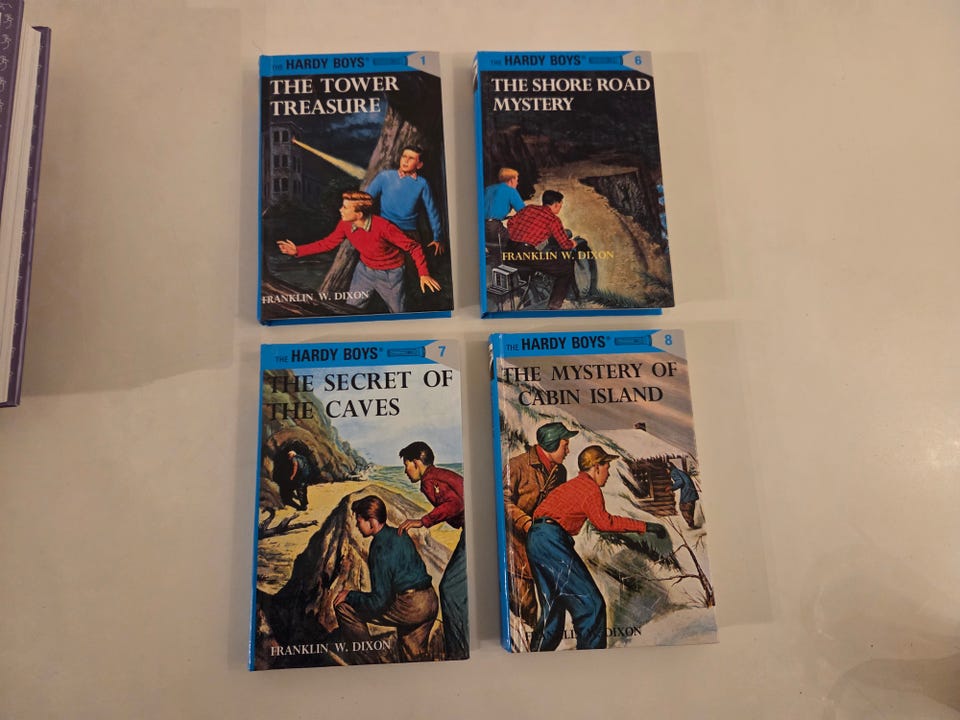 THE HARDY BOYS® 1
THE TOWER
TREASURE
FRANKLIN W. DIXON
THE HARDY BOYS® 6
THE SHORE ROAD
MYSTERY
FRANKLIN W. DIXON
THE HARDY BOYS® 7
THE SECRET OF
THE CAVES
FRANKLIN W. DIXON
THE HARDY BOYS® 8
THE MYSTERY OF
CABIN ISLAND
FRANKLIN W. DIXON